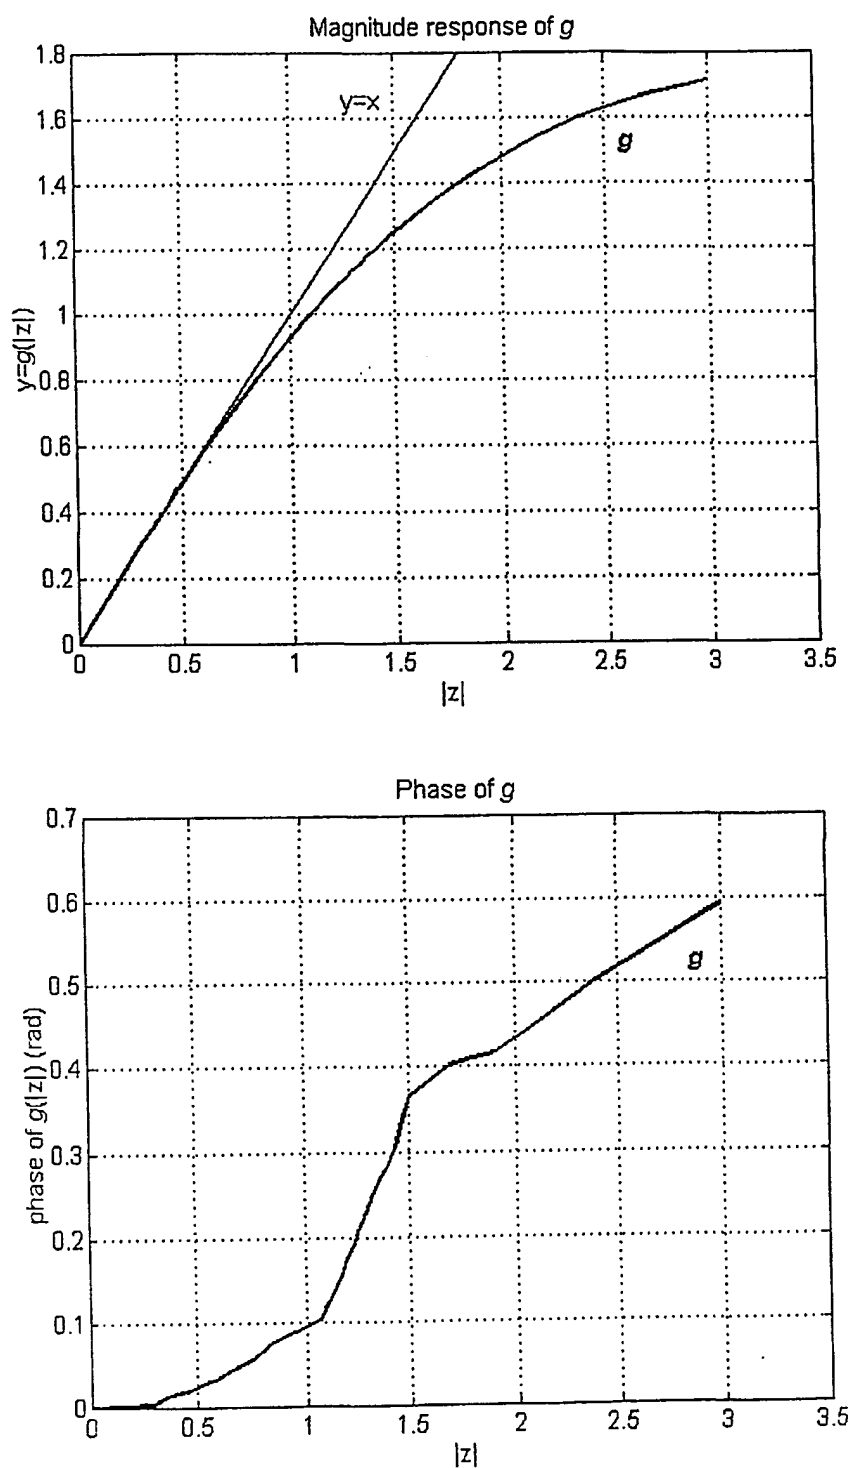 Magnitude response of g
1.8
1.6
1.4
1.2
1
0.8
0.6
0.4
0.2
0
y=g(|z|)
y=x
g
0 0.5 1 1.5 2 2.5 3 3.5
|z|
Phase of g
0.7
0.6
0.5
0.4
0.3
0.2
0.1
0
phase of g(|z|) (rad)
g
0 0.5 1 1.5 2 2.5 3 3.5
|z|